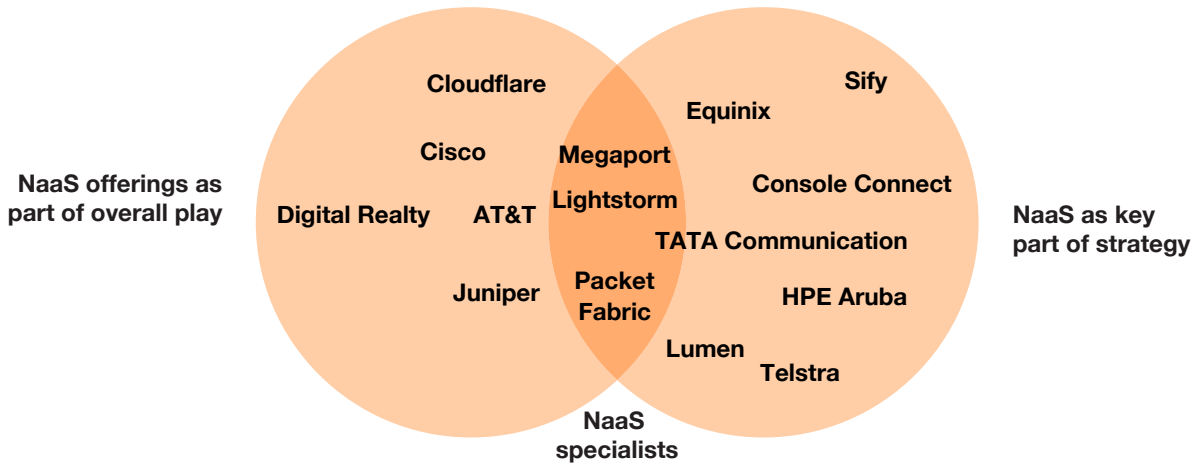 Cloudflare
Sify
Equinix
Cisco
Megaport
NaaS offerings as
part of overall play
Console Connect
Lightstorm
Digital Realty
AT&T
NaaS as key
part of strategy
TATA Communication
Packet
Fabric
Juniper
HPE Aruba
Lumen
Telstra
NaaS
specialists